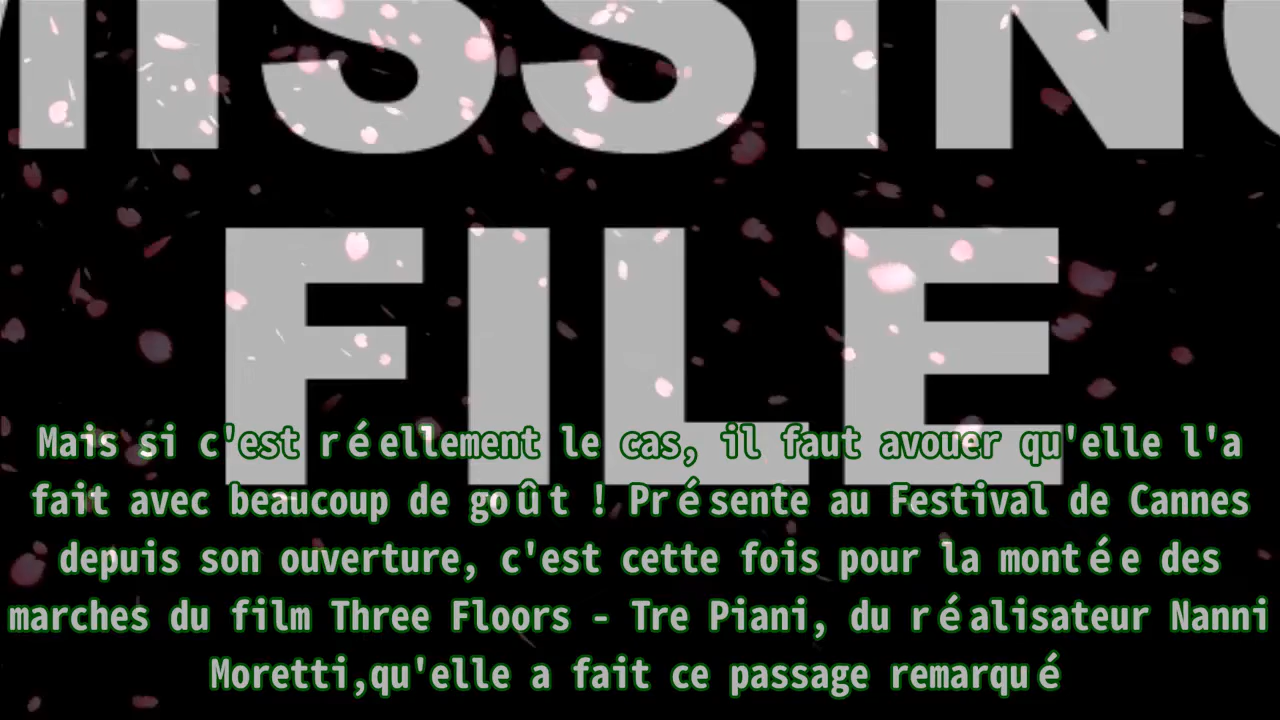 MISSING
FILE
Mais si c'est réellement le cas, il faut avouer qu'elle l'a
fait avec beaucoup de goût ! Présente au Festival de Cannes
depuis son ouverture, c'est cette fois pour la montée des
marches du film Three Floors - Tre Piani, du réalisateur Nanni
Moretti,qu'elle a fait ce passage remarqué